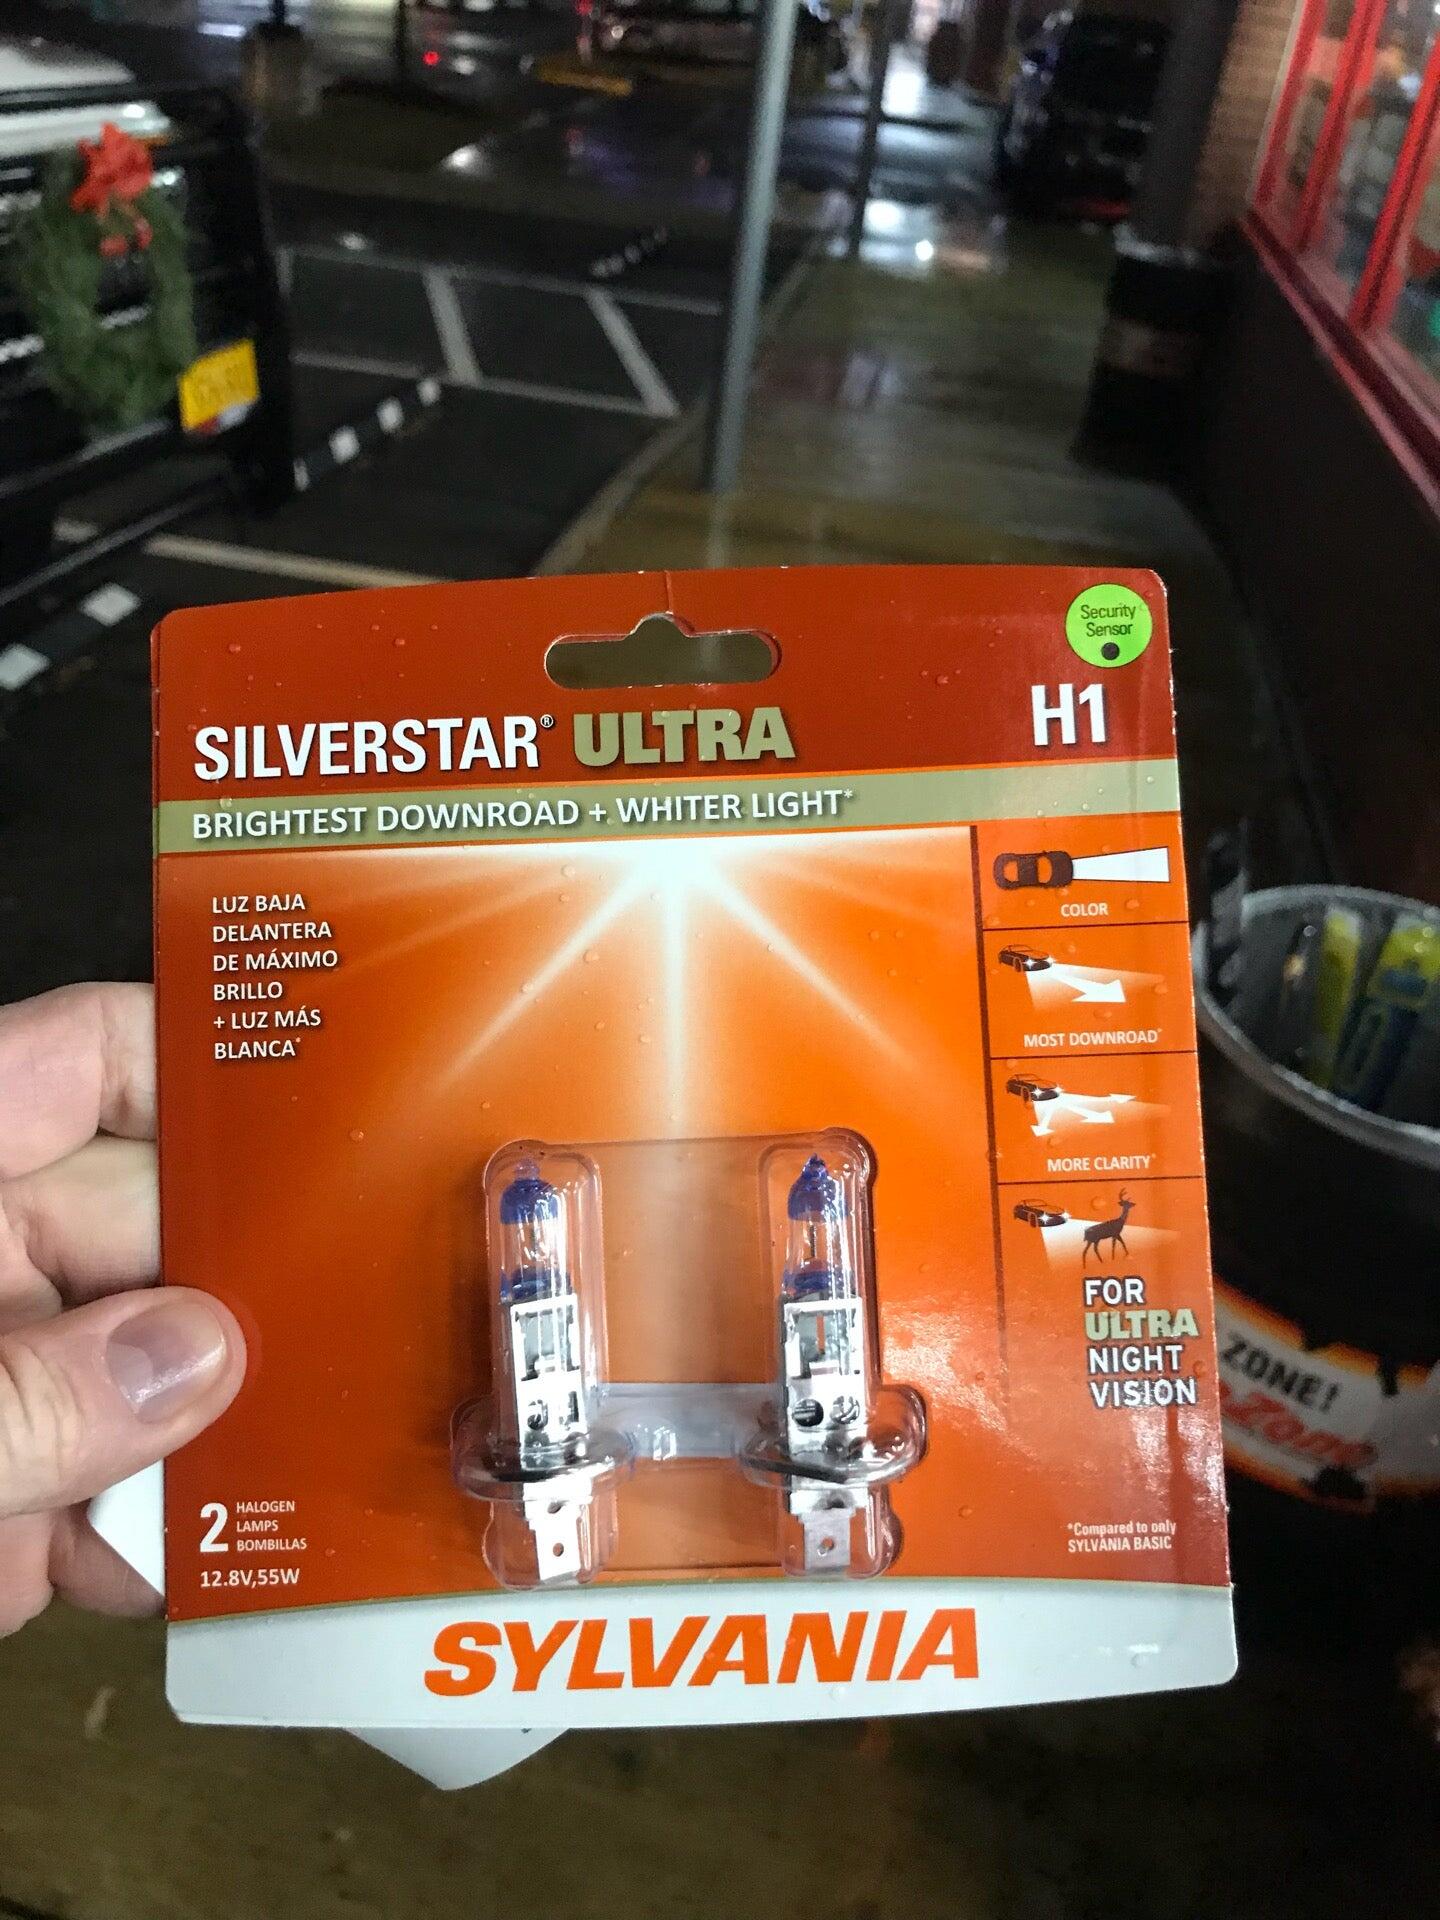 Security
Sensor
H1
SILVERSTAR® ULTRA
BRIGHTEST DOWNROAD + WHITER LIGHT*
LUZ BAJA
DELANTERA
DE MÁXIMO
BRILLO
+ LUZ MÁS
BLANCA*
COLOR
MOST DOWNROAD*
MORE CLARITY*
FOR
ULTRA
NIGHT
VISION
2 HALOGEN
LAMPS
BOMBILLAS
12.8V,55W
*Compared to only
SYLVANIA BASIC
SYLVANIA
ZONE!
Zone